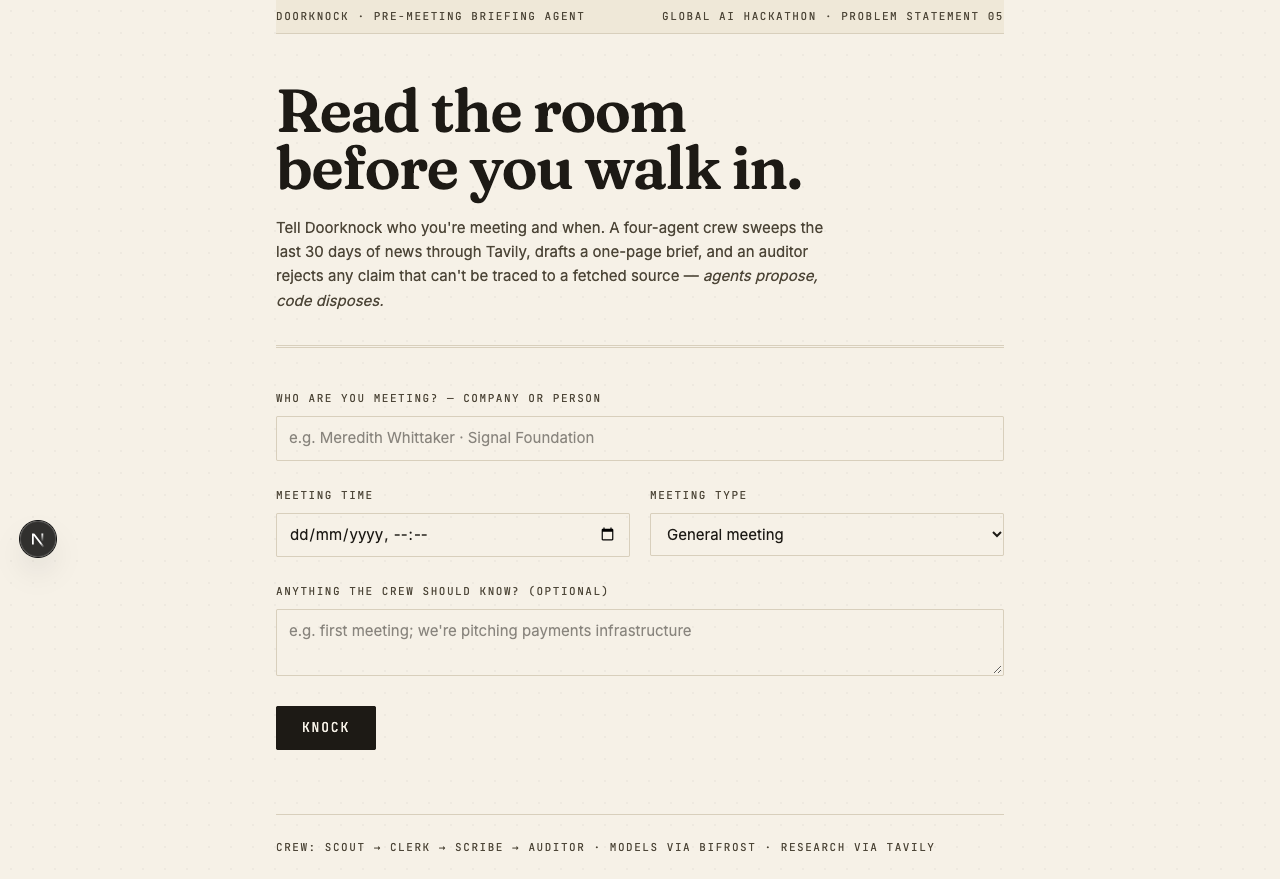 DOORKNOCK · PRE-MEETING BRIEFING AGENT
GLOBAL AI HACKATHON · PROBLEM STATEMENT 05
Read the room
before you walk in.
Tell Doorknock who you're meeting and when. A four-agent crew sweeps the
last 30 days of news through Tavily, drafts a one-page brief, and an auditor
rejects any claim that can't be traced to a fetched source — agents propose,
code disposes.
WHO ARE YOU MEETING? — COMPANY OR PERSON
e.g. Meredith Whittaker · Signal Foundation
MEETING TIME
MEETING TYPE
dd/mm/yyyy, --:--
General meeting
ANYTHING THE CREW SHOULD KNOW? (OPTIONAL)
e.g. first meeting; we're pitching payments infrastructure
N
KNOCK
CREW: SCOUT → CLERK → SCRIBE → AUDITOR · MODELS VIA BIFROST · RESEARCH VIA TAVILY